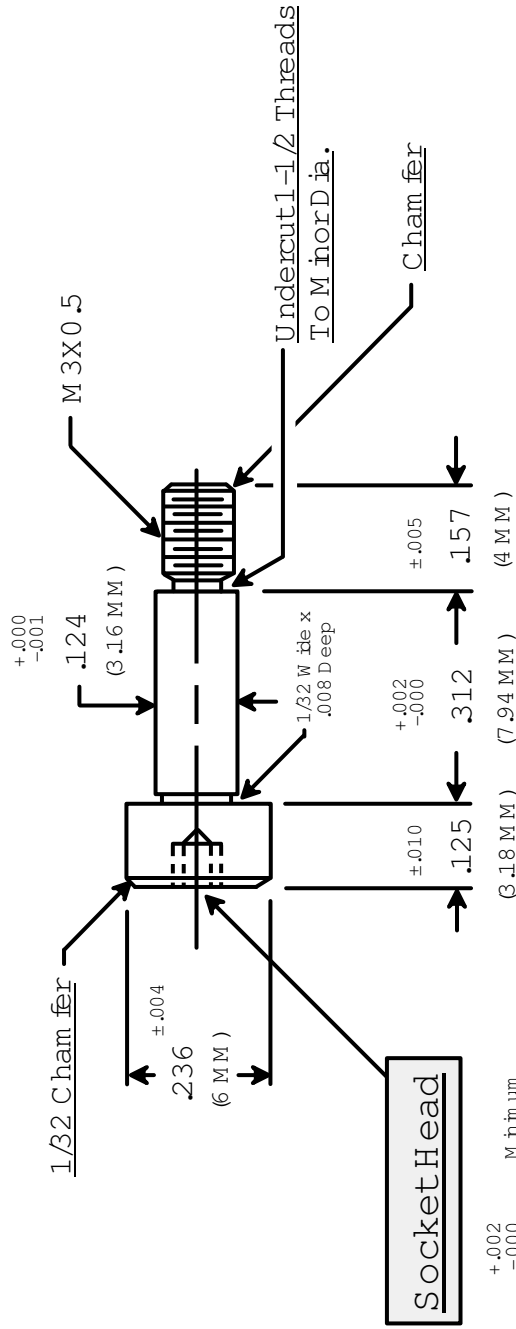 1/32 Chamfer
±.004
.236
(6 MM)
+.000
-.001
.124
(3.16 MM)
M3X0.5
Undercut 1-1/2 Threads
To Minor Dia.
Chamfer
1/32 Wide x
.008 Deep
±.010
.125
(3.18 MM)
+.002
-.000
.312
(7.94 MM)
±.005
.157
(4 MM)
Socket Head
+.002
-.000
Minimum